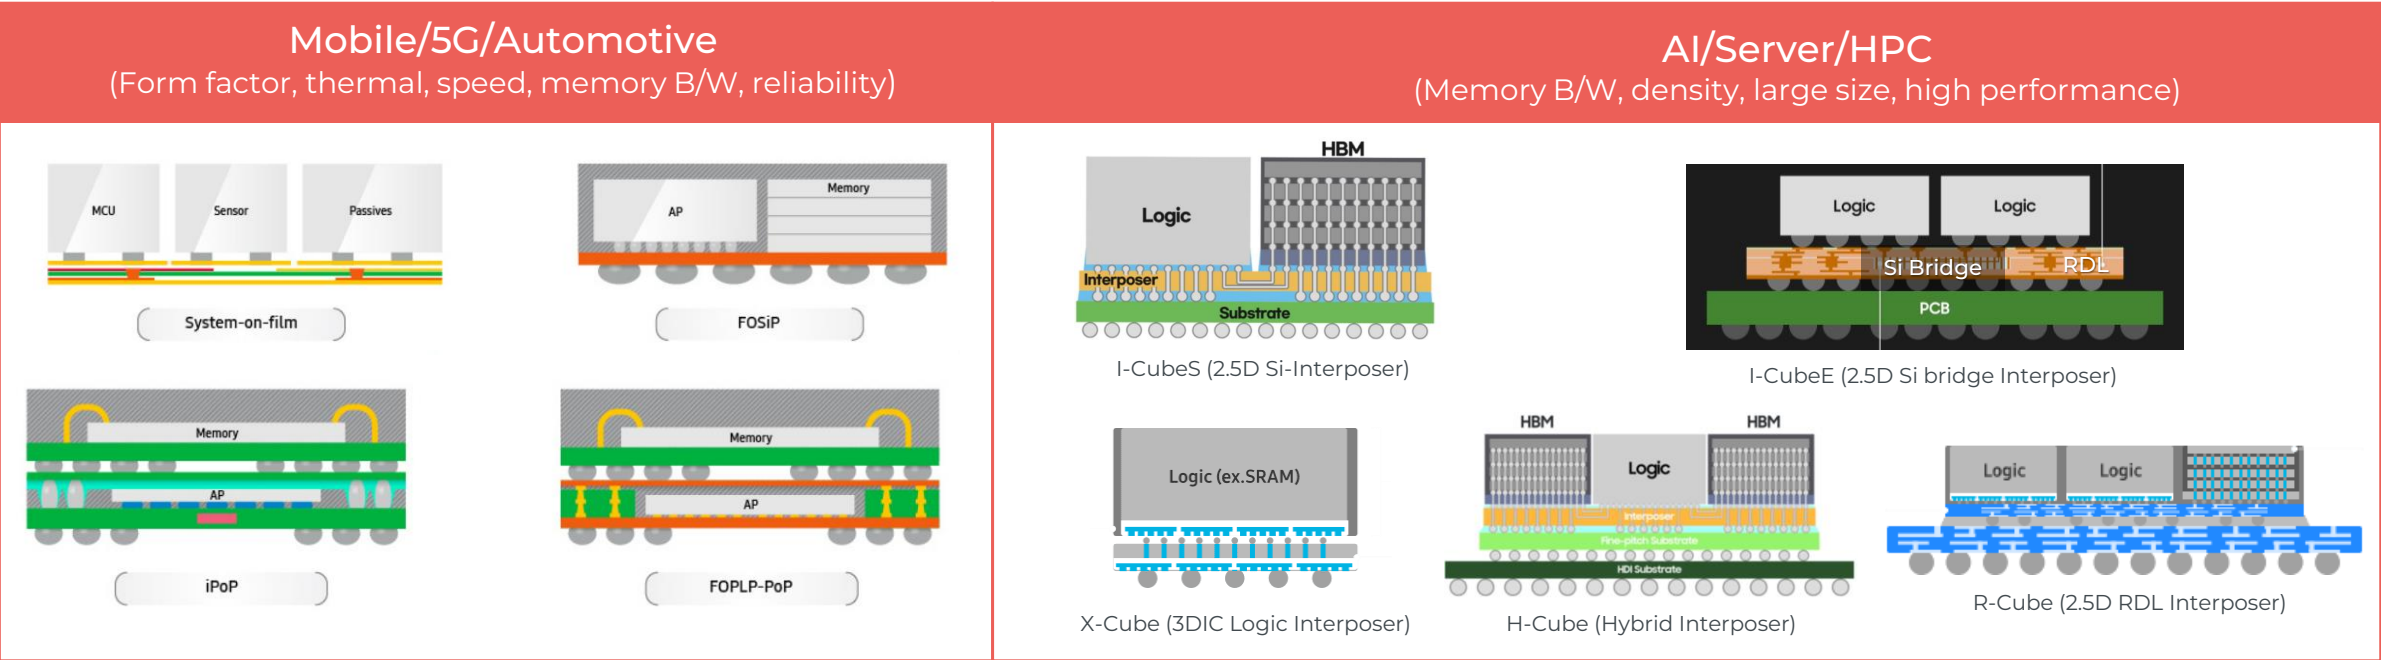 Mobile/5G/Automotive
(Form factor, thermal, speed, memory B/W, reliability)
AI/Server/HPC
(Memory B/W, density, large size, high performance)
MCU
Sensor
Passives
System-on-film
AP
Memory
FOSiP
Memory
AP
iPoP
Memory
AP
FOPLP-PoP
HBM
Logic
Interposer
Substrate
I-CubeS (2.5D Si-Interposer)
Logic
Logic
Si Bridge
RDL
PCB
I-CubeE (2.5D Si bridge Interposer)
Logic (ex.SRAM)
X-Cube (3DIC Logic Interposer)
HBM
HBM
Logic
Interposer
Fine-pitch Substrate
HDI Substrate
H-Cube (Hybrid Interposer)
Logic
Logic
R-Cube (2.5D RDL Interposer)